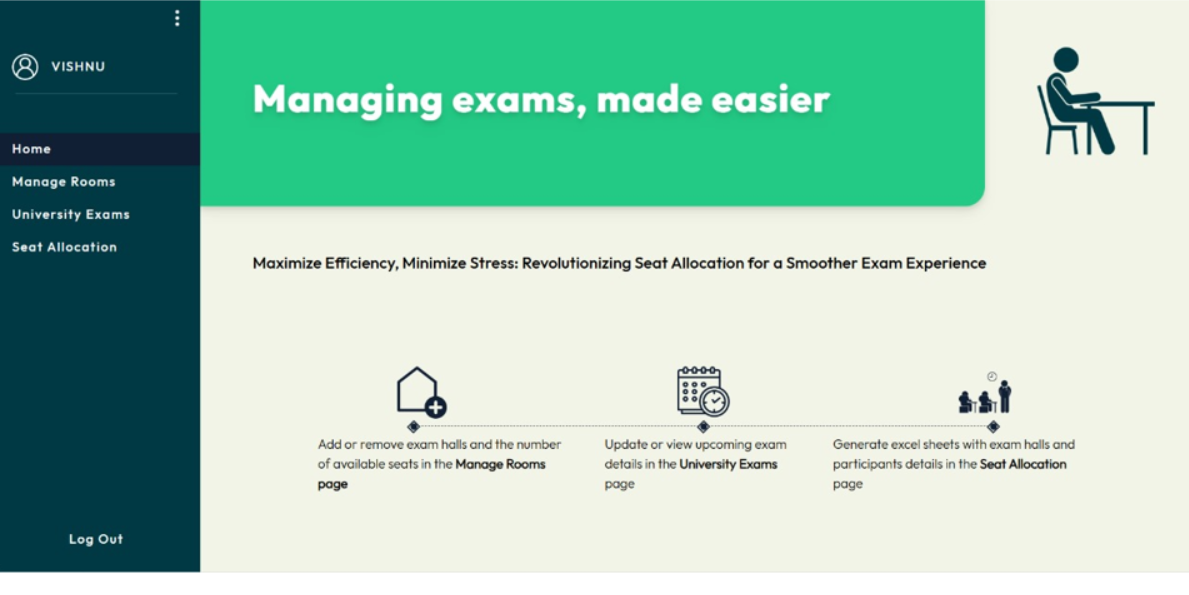 VISHNU
Home
Manage Rooms
University Exams
Seat Allocation
Log Out
Managing exams, made easier
Maximize Efficiency, Minimize Stress: Revolutionizing Seat Allocation for a Smoother Exam Experience
Add or remove exam halls and the number
of available seats in the Manage Rooms
page
Update or view upcoming exam
details in the University Exams
page
Generate excel sheets with exam halls and
participants details in the Seat Allocation
page